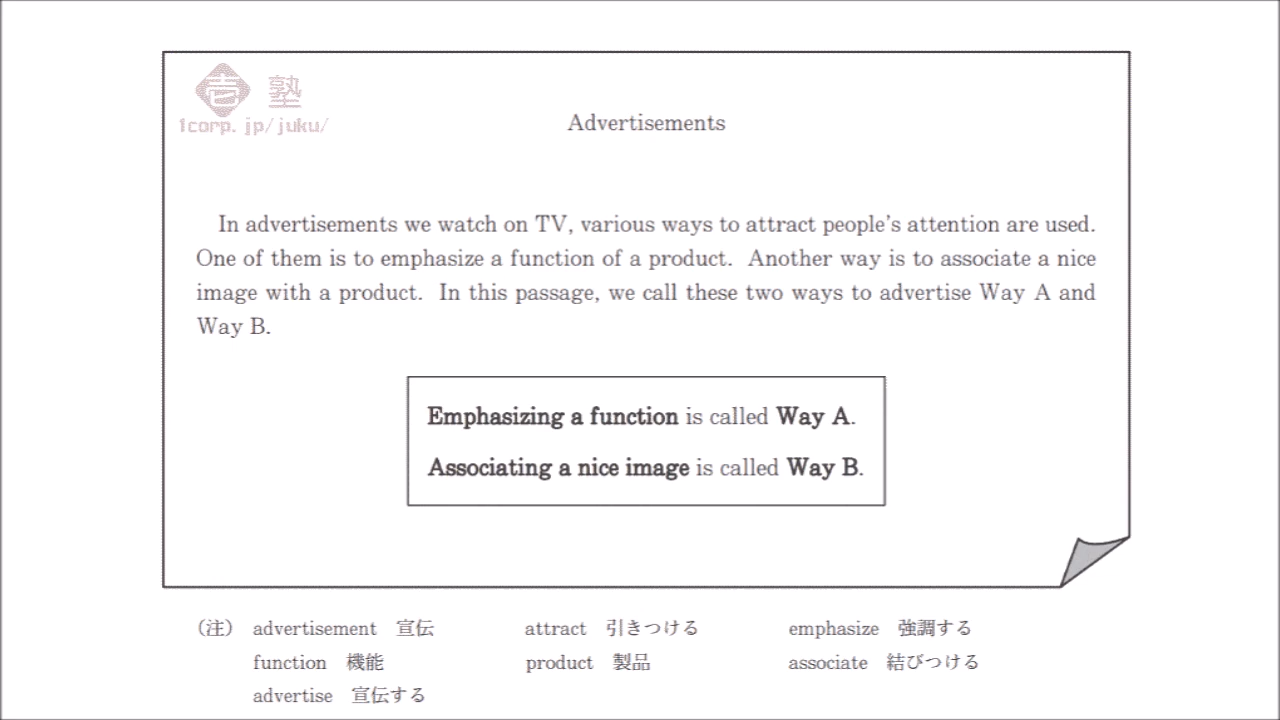 壱 塾
1corp. jp/juku/
Advertisements
In advertisements we watch on TV, various ways to attract people's attention are used.
One of them is to emphasize a function of a product. Another way is to associate a nice
image with a product. In this passage, we call these two ways to advertise Way A and
Way B.
Emphasizing a function is called Way A.
Associating a nice image is called Way B.
(注) advertisement 宣伝 attract 引きつける emphasize 強調する
function 機能 product 製品 associate 結びつける
advertise 宣伝する